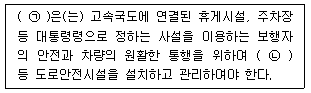 ( ㉠ )은(는) 고속국도에 연결된 휴게시설, 주차장
등 대통령령으로 정하는 사설을 이용하는 보행자
의 안전과 차량의 원활한 통행을 위하여 ( ㉡ )
등 도로안전시설을 설치하고 관리하여야 한다.